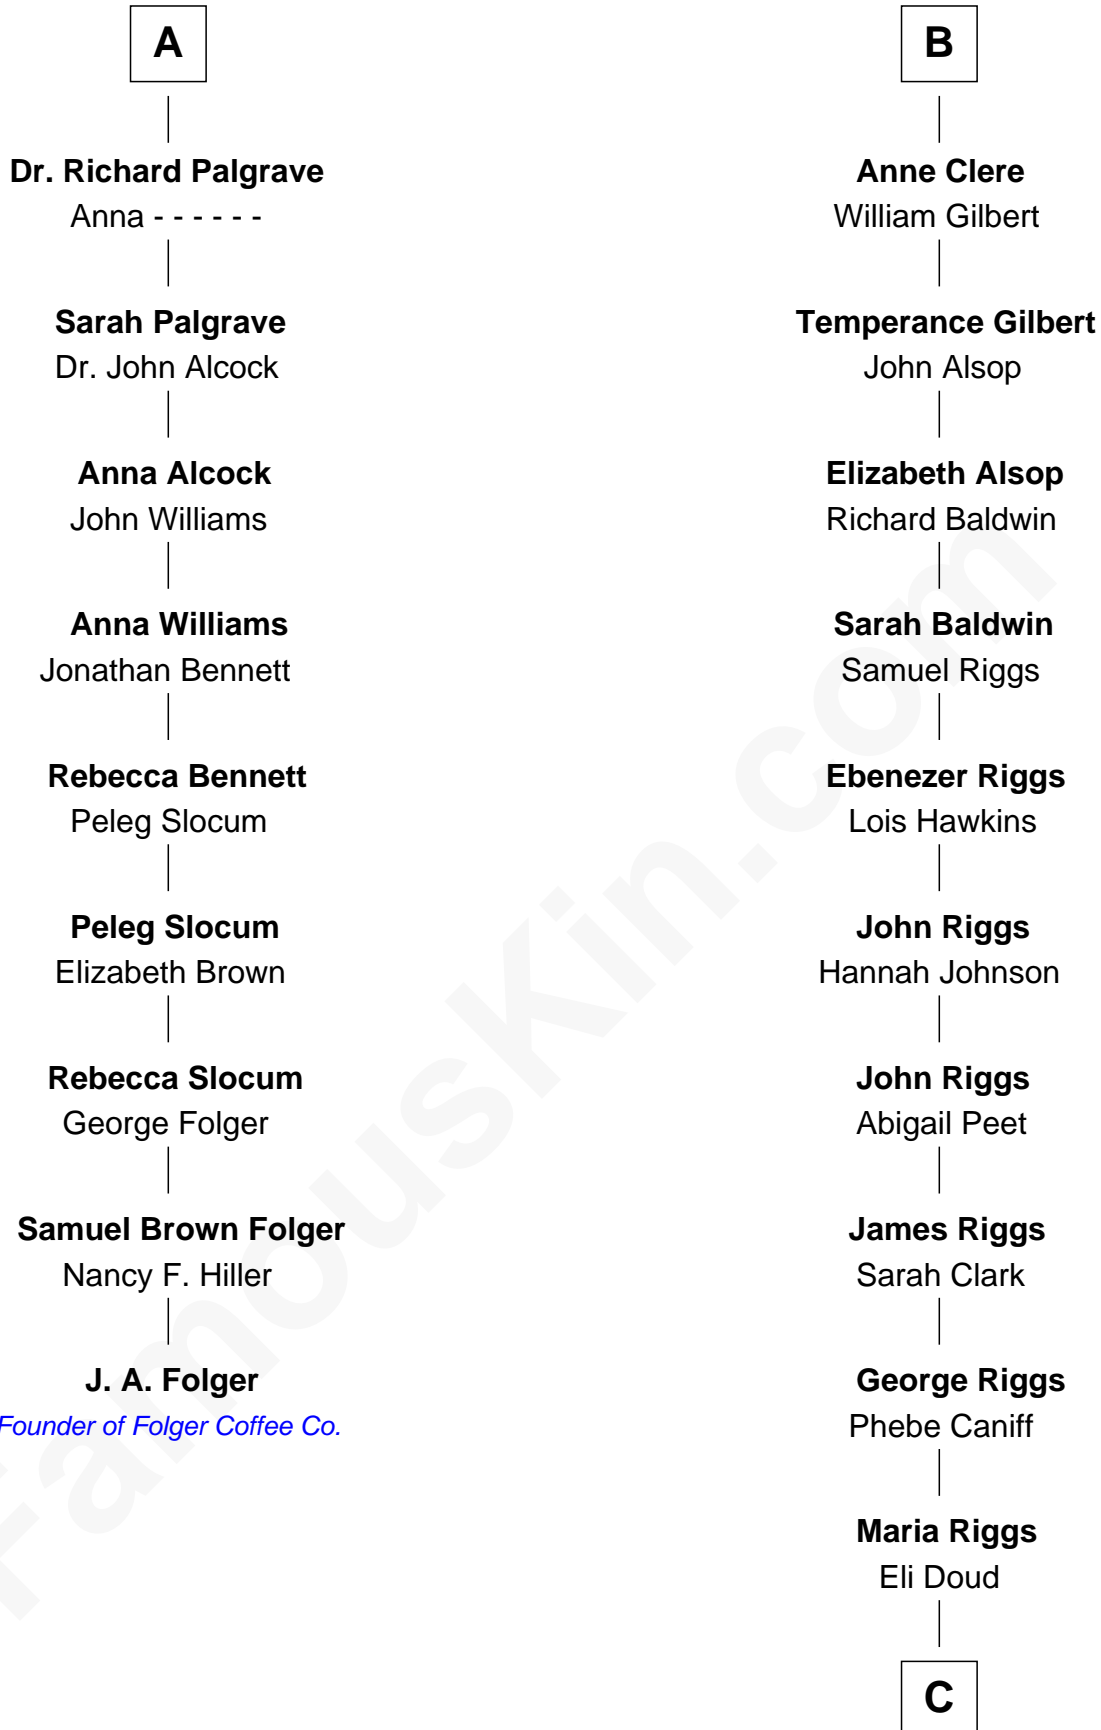 A
Dr. Richard Palgrave
Anna - - - - - -
Sarah Palgrave
Dr. John Alcock
Anna Alcock
John Williams
Anna Williams
Jonathan Bennett
Rebecca Bennett
Peleg Slocum
Peleg Slocum
Elizabeth Brown
Rebecca Slocum
George Folger
Samuel Brown Folger
Nancy F. Hiller
J. A. Folger
Founder of Folger Coffee Co.
B
Anne Clere
William Gilbert
Temperance Gilbert
John Alsop
Elizabeth Alsop
Richard Baldwin
Sarah Baldwin
Samuel Riggs
Ebenezer Riggs
Lois Hawkins
John Riggs
Hannah Johnson
John Riggs
Abigail Peet
James Riggs
Sarah Clark
George Riggs
Phebe Caniff
Maria Riggs
Eli Doud
C
FamousKin.com